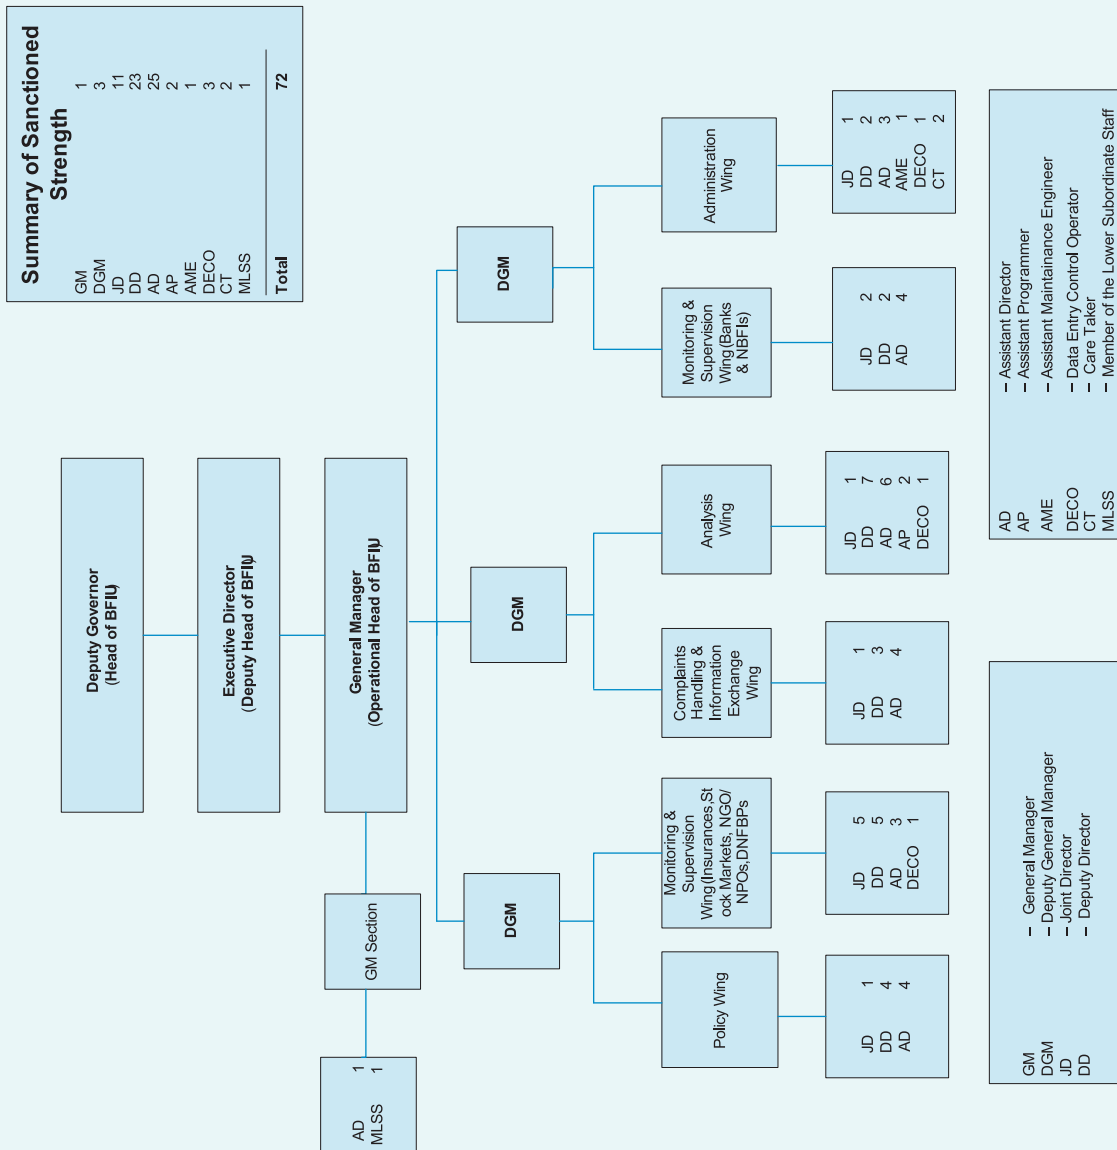 Summary of Sanctioned
Strength
GM 1
DGM 3
JD 11
DD 23
AD 25
AP 2
AME 1
DECO 3
CT 2
MLSS 1
Total 72
Deputy Governor
(Head of BFIU)
Executive Director
(Deputy Head of BFIU)
General Manager
(Operational Head of BFIU)
GM Section
AD 1
MLSS 1
DGM
DGM
DGM
Policy Wing
Monitoring &
Supervision
Wing(Insurances,St
ock Markets, NGO/
NPOs,DNFBPs
Complaints
Handling &
Information
Exchange
Wing
Analysis
Wing
Monitoring &
Supervision
Wing(Banks
& NBFIs)
Administration
Wing
JD 1
DD 4
AD 4
JD 5
DD 5
AD 3
DECO 1
JD 1
DD 3
AD 4
JD 1
DD 7
AD 6
AP 2
DECO 1
JD 2
DD 2
AD 4
JD 1
DD 2
AD 3
AME 1
DECO 1
CT 2
GM – General Manager
DGM – Deputy General Manager
JD – Joint Director
DD – Deputy Director
AD – Assistant Director
AP – Assistant Programmer
AME – Assistant Maintainance Engineer
DECO – Data Entry Control Operator
CT – Care Taker
MLSS – Member of the Lower Subordinate Staff